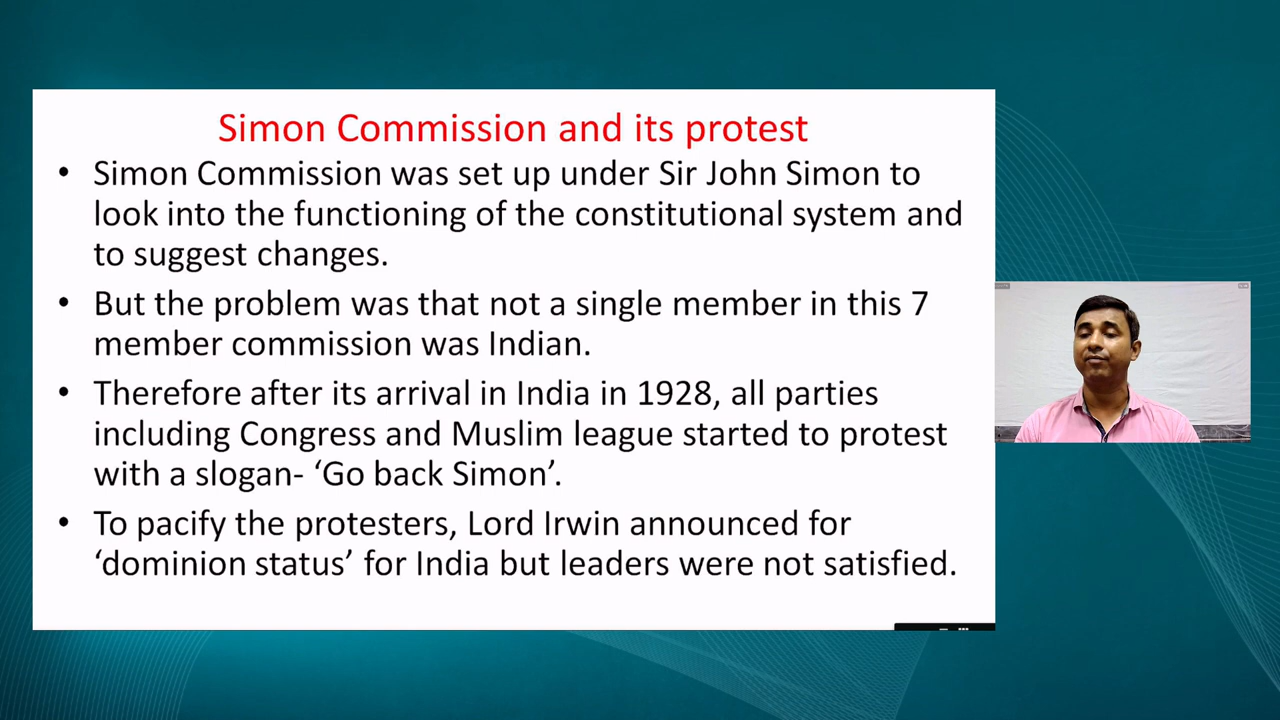 Simon Commission and its protest
• Simon Commission was set up under Sir John Simon to
look into the functioning of the constitutional system and
to suggest changes.
• But the problem was that not a single member in this 7
member commission was Indian.
• Therefore after its arrival in India in 1928, all parties
including Congress and Muslim league started to protest
with a slogan- ‘Go back Simon’.
• To pacify the protesters, Lord Irwin announced for
‘dominion status’ for India but leaders were not satisfied.